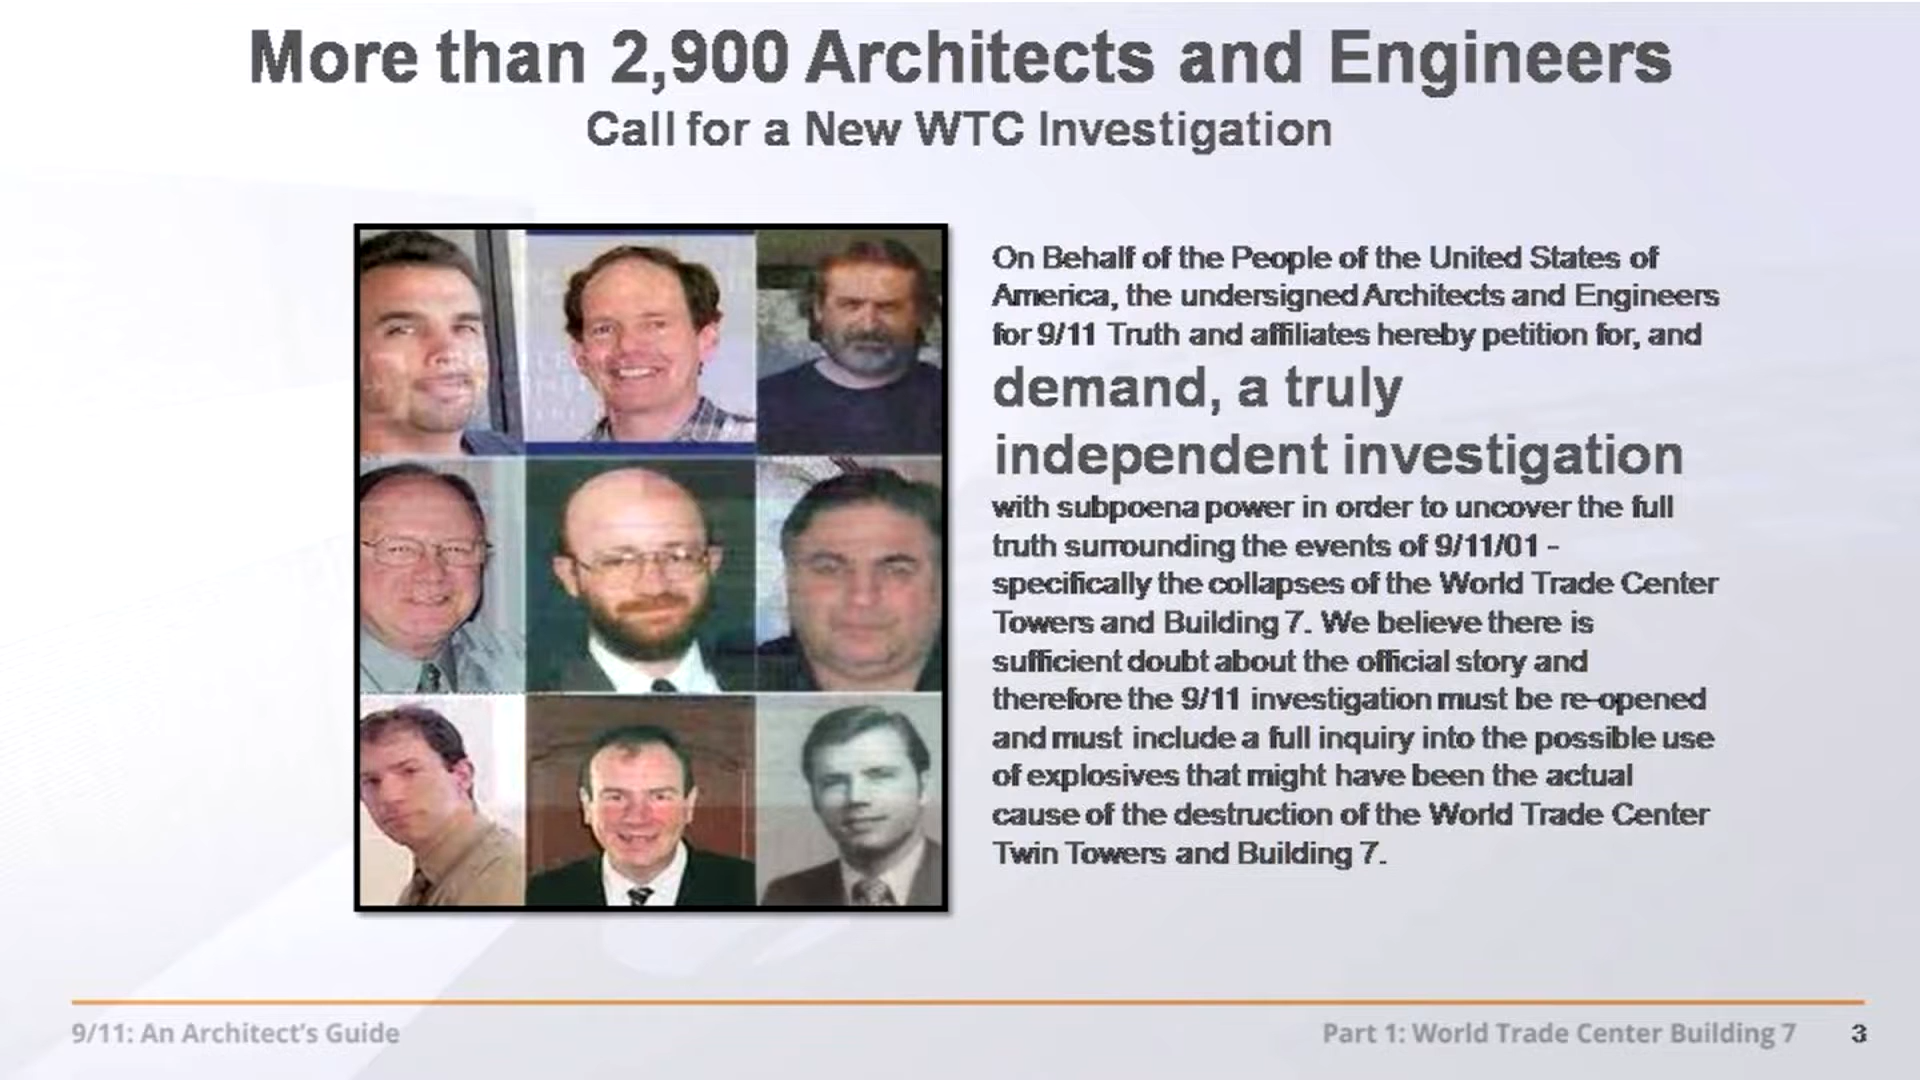 More than 2,900 Architects and Engineers
Call for a New WTC Investigation
On Behalf of the People of the United States of
America, the undersigned Architects and Engineers
for 9/11 Truth and affiliates hereby petition for, and
demand, a truly
independent investigation
with subpoena power in order to uncover the full
truth surrounding the events of 9/11/01 -
specifically the collapses of the World Trade Center
Towers and Building 7. We believe there is
sufficient doubt about the official story and
therefore the 9/11 investigation must be re-opened
and must include a full inquiry into the possible use
of explosives that might have been the actual
cause of the destruction of the World Trade Center
Twin Towers and Building 7.
9/11: An Architect's Guide
Part 1: World Trade Center Building 7 3